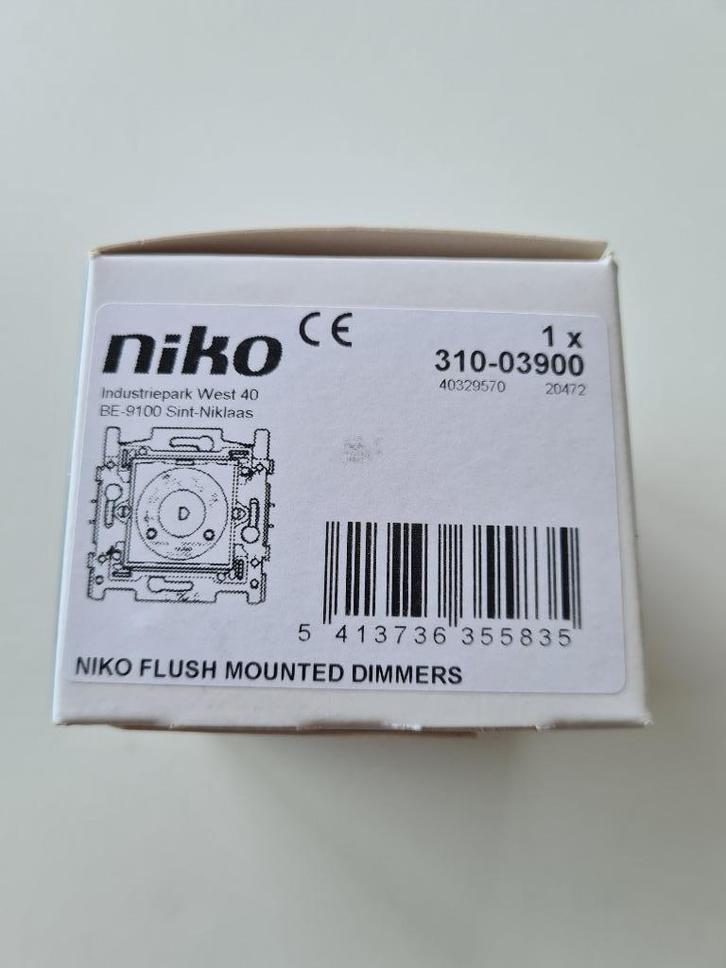 niko CE
1 x
310-03900
40329570 20472
Industriepark West 40
BE-9100 Sint-Niklaas
D
5 413736 355835
NIKO FLUSH MOUNTED DIMMERS